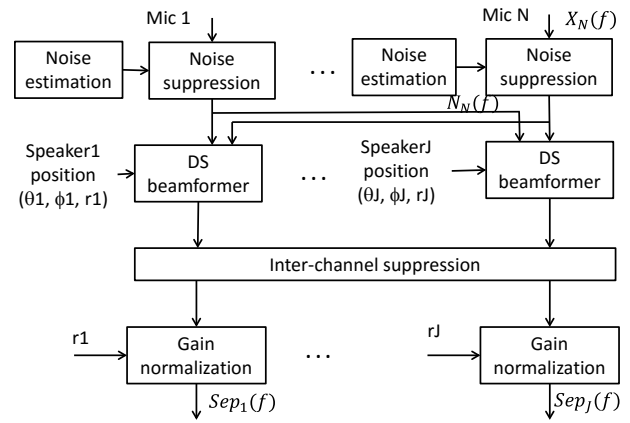 Mic 1
Mic N
X_N(f)
Noise
estimation
Noise
suppression
...
Noise
estimation
Noise
suppression
N_N(f)
Speaker1
position
(θ1, ϕ1, r1)
DS
beamformer
...
SpeakerJ
position
(θJ, ϕJ, rJ)
DS
beamformer
Inter-channel suppression
r1
Gain
normalization
...
rJ
Gain
normalization
Sep_1(f)
Sep_J(f)